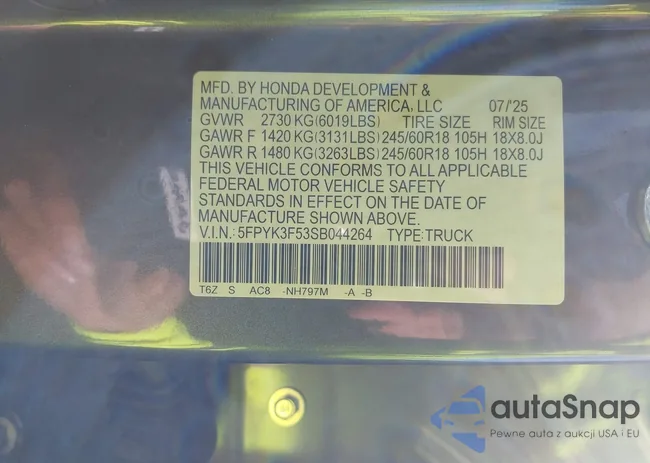 MFD. BY HONDA DEVELOPMENT &
MANUFACTURING OF AMERICA, LLC 07/'25
GVWR 2730 KG(6019LBS) TIRE SIZE RIM SIZE
GAWR F 1420 KG(3131LBS) 245/60R18 105H 18X8.0J
GAWR R 1480 KG(3263LBS) 245/60R18 105H 18X8.0J
THIS VEHICLE CONFORMS TO ALL APPLICABLE
FEDERAL MOTOR VEHICLE SAFETY
STANDARDS IN EFFECT ON THE DATE OF
MANUFACTURE SHOWN ABOVE.
V.I.N.: 5FPYK3F53SB044264 TYPE:TRUCK
T6Z S AC8 -NH797M -A -B
autaSnap
Pewne auta z aukcji USA i EU